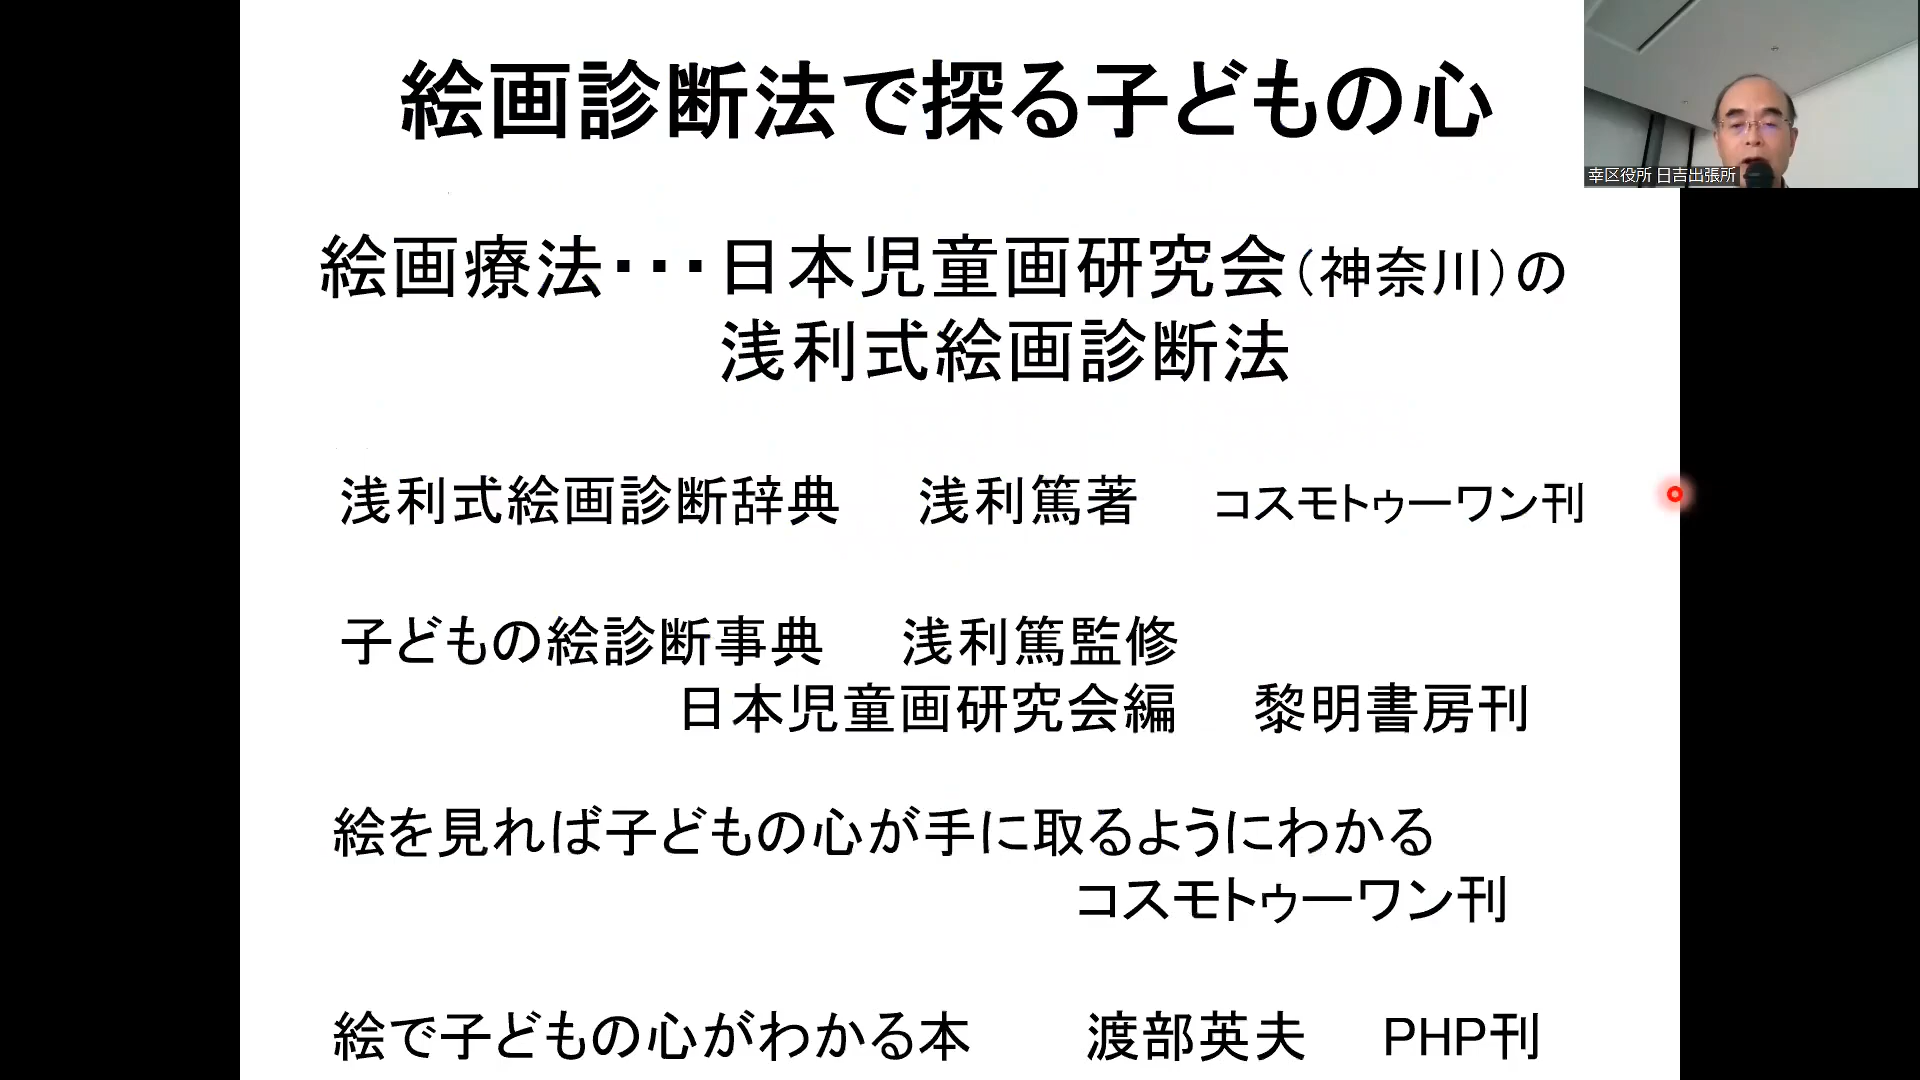 絵画診断法で探る子どもの心
幸区役所 日吉出張所
絵画療法･･･日本児童画研究会（神奈川）の
浅利式絵画診断法
浅利式絵画診断辞典　浅利篤著　コスモトゥーワン刊
子どもの絵診断事典　浅利篤監修
日本児童画研究会編　黎明書房刊
絵を見れば子どもの心が手に取るようにわかる
コスモトゥーワン刊
絵で子どもの心がわかる本　渡部英夫　PHP刊